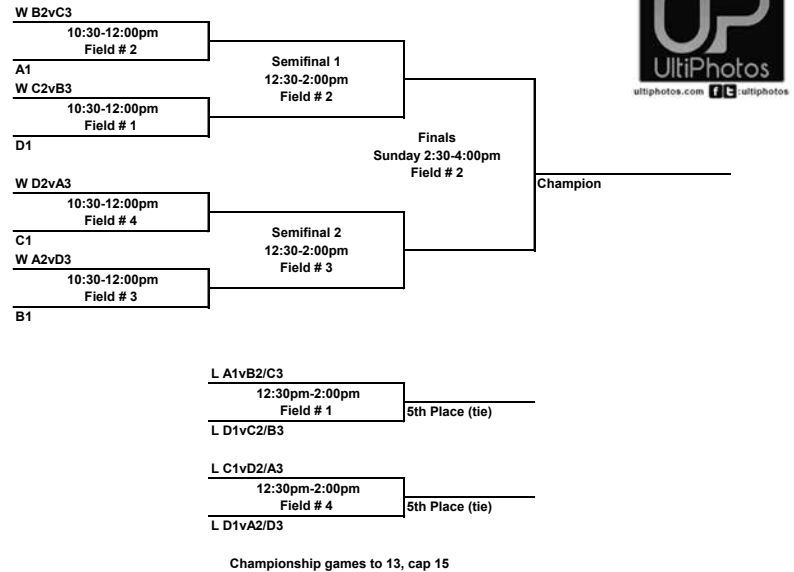 W B2vC3
10:30-12:00pm
Field # 2
A1
W C2vB3
10:30-12:00pm
Field # 1
D1
Semifinal 1
12:30-2:00pm
Field # 2
W D2vA3
10:30-12:00pm
Field # 4
C1
W A2vD3
10:30-12:00pm
Field # 3
B1
Semifinal 2
12:30-2:00pm
Field # 3
Finals
Sunday 2:30-4:00pm
Field # 2
Champion
UP
UltiPhotos
ultiphotos.com f t :ultiphotos
L A1vB2/C3
12:30pm-2:00pm
Field # 1
L D1vC2/B3
5th Place (tie)
L C1vD2/A3
12:30pm-2:00pm
Field # 4
L D1vA2/D3
5th Place (tie)
Championship games to 13, cap 15